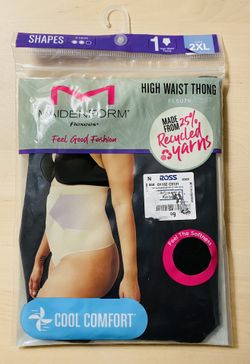 SHAPES
1
2XL
HIGH WAIST THONG
MAIDENFORM
Flexees
Feel Good Fashion
MADE
FROM 25%
Recycled
yarns
N ROSS
Feel The Softness
COOL COMFORT